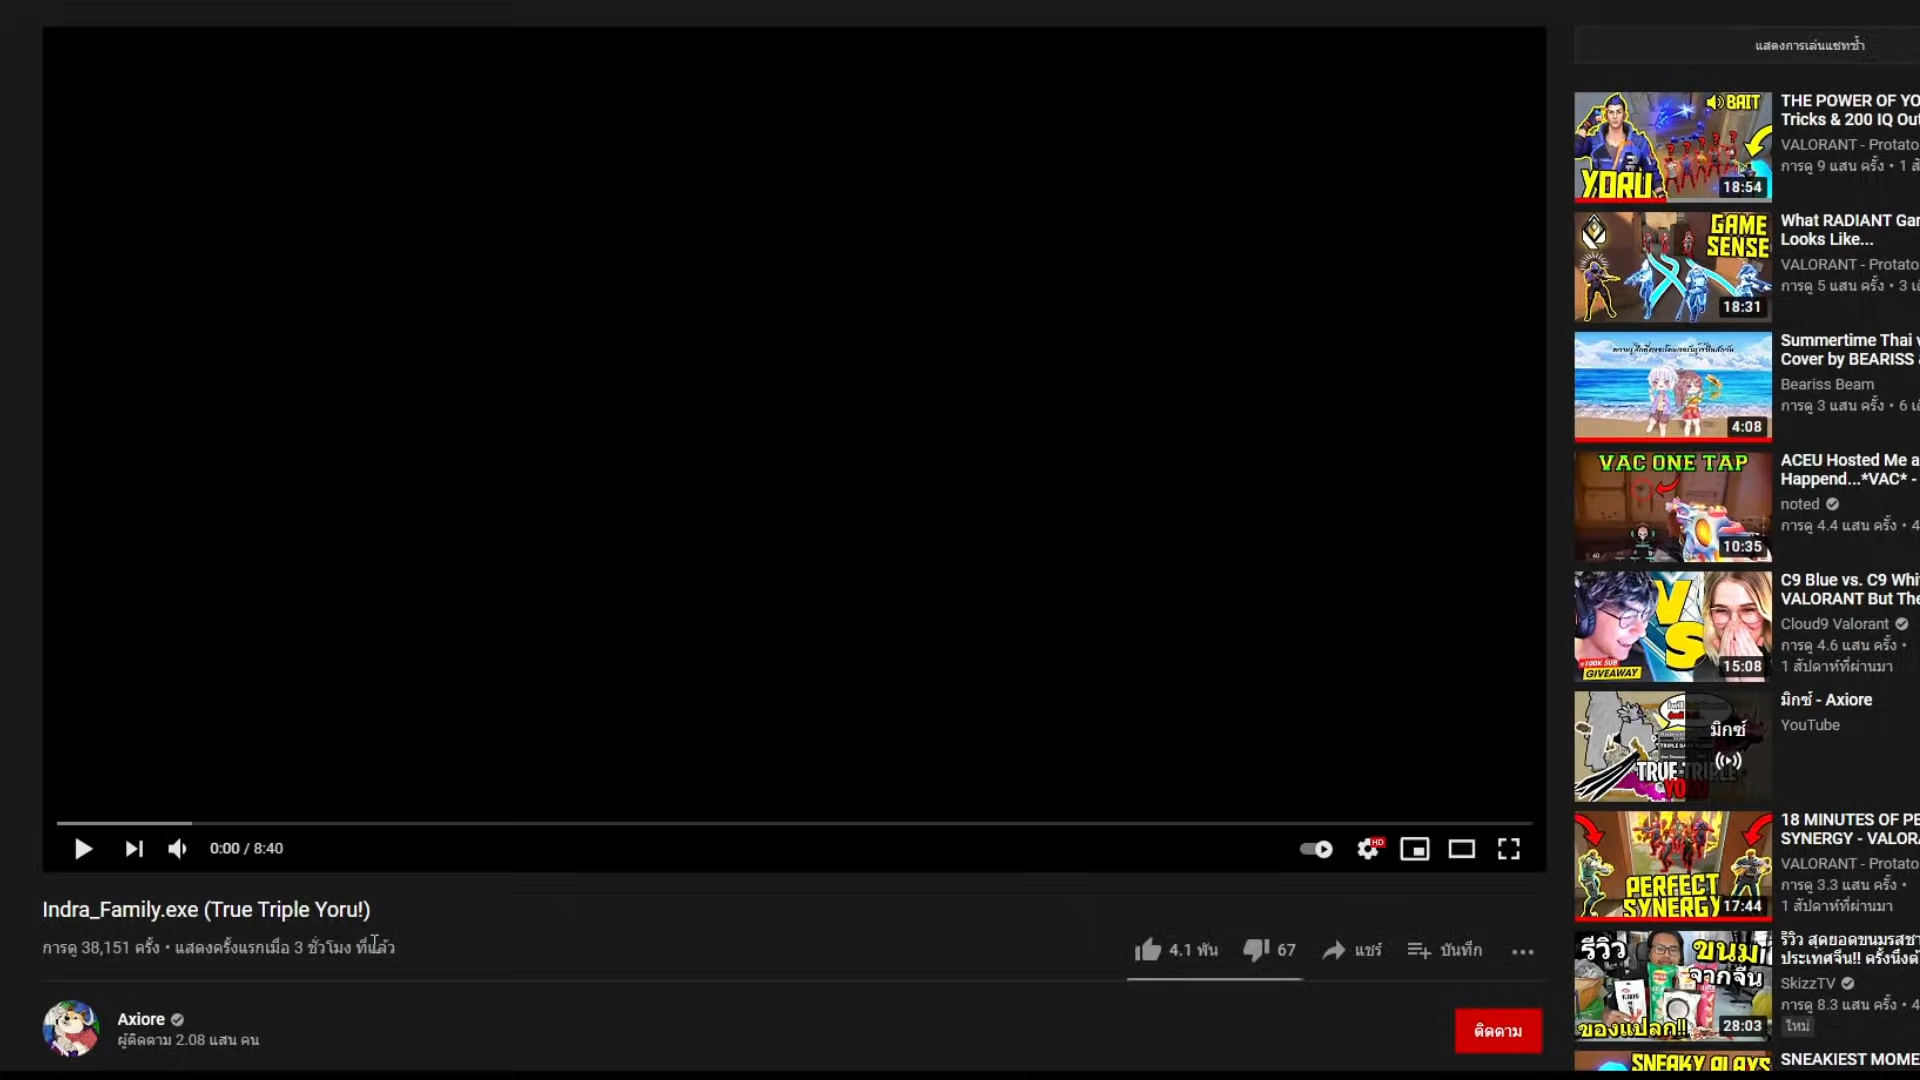 0:00 / 8:40
HD
Indra_Family.exe (True Triple Yoru!)
การดู 38,151 ครั้ง • แสดงครั้งแรกเมื่อ 3 ชั่วโมง ที่แล้ว
4.1 พัน
67
แชร์
บันทึก
Axiore
ผู้ติดตาม 2.08 แสน คน
ติดตาม
แสดงการเล่นแชทซ้ำ
BAIT
YORU
18:54
THE POWER OF YO
Tricks & 200 IQ Out
VALORANT - Protato
การดู 9 แสน ครั้ง • 1
GAME
SENSE
18:31
What RADIANT Gam
Looks Like...
VALORANT - Protato
การดู 5 แสน ครั้ง • 3
4:08
Summertime Thai v
Cover by BEARISS
Beariss Beam
การดู 3 แสน ครั้ง • 6
VAC ONE TAP
10:35
ACEU Hosted Me a
Happend...*VAC* -
noted
การดู 4.4 แสน ครั้ง • 4
VS
+100K SUB
GIVEAWAY
15:08
C9 Blue vs. C9 Whi
VALORANT But The
Cloud9 Valorant
การดู 4.6 แสน ครั้ง •
1 สัปดาห์ที่ผ่านมา
มิกซ์
TRUE TRIPLE
YORU
มิกซ์ - Axiore
YouTube
PERFECT
SYNERGY
17:44
18 MINUTES OF PE
SYNERGY - VALORA
VALORANT - Protato
การดู 3.3 แสน ครั้ง •
1 สัปดาห์ที่ผ่านมา
รีวิว
ขนม
จากจีน
ของแปลก!!
28:03
รีวิว สุดยอดขนมรสชา
ประเทศจีน!! ครั้งนึงต้
SkizzTV
การดู 8.3 แสน ครั้ง • 4
ใหม่
SNEAKY PLAYS
SNEAKIEST MOME